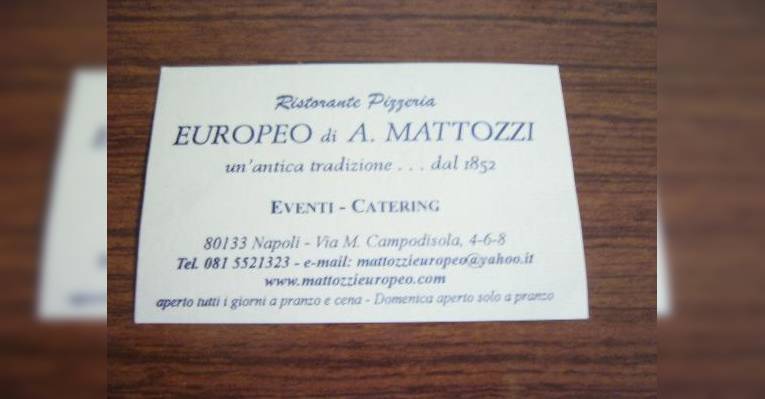 Ristorante Pizzeria
EUROPEO di A. MATTOZZI
un'antica tradizione . . . dal 1852
EVENTI - CATERING
80133 Napoli - Via M. Campodisola, 4-6-8
Tel. 081 5521323 - e-mail: mattozzieuropeo@yahoo.it
www.mattozzieuropeo.com
aperto tutti i giorni a pranzo e cena - Domenica aperto solo a pranzo